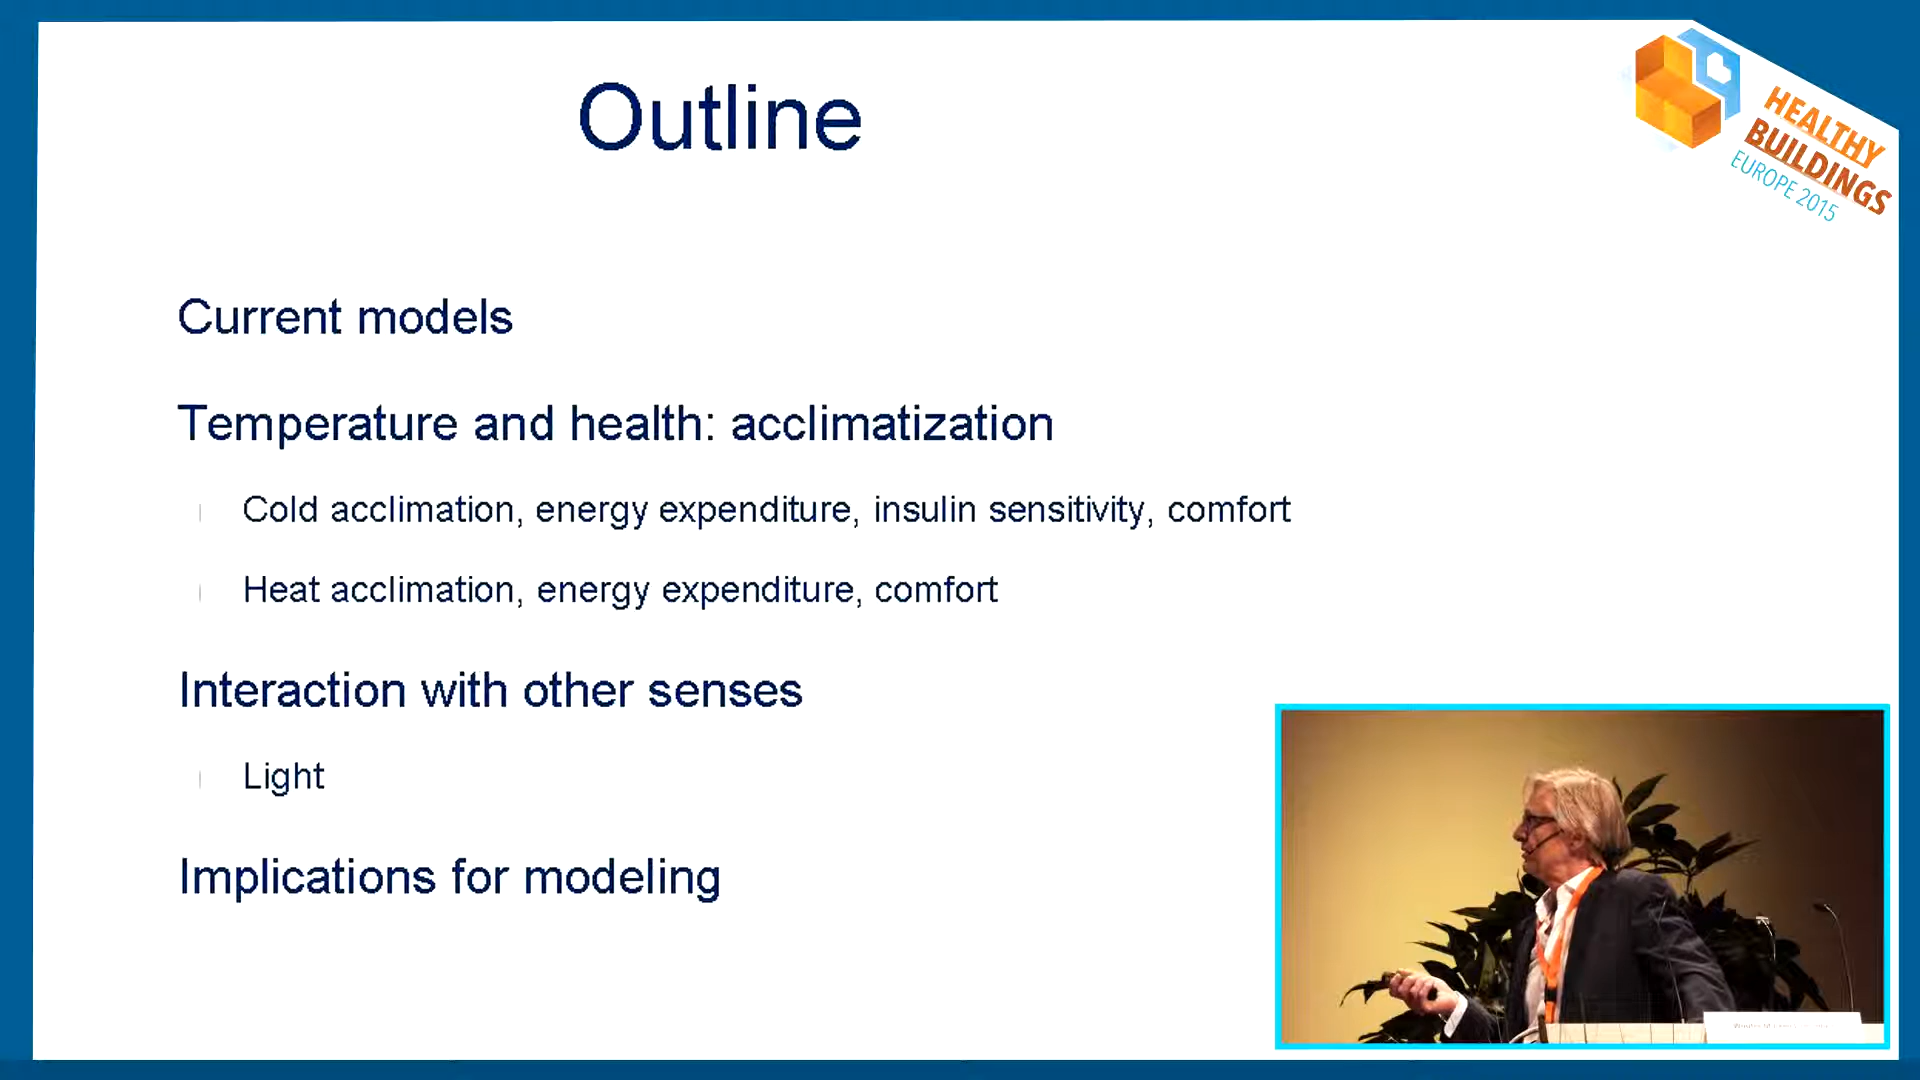 Outline
HEALTHY
BUILDINGS
EUROPE 2015
Current models
Temperature and health: acclimatization
Cold acclimation, energy expenditure, insulin sensitivity, comfort
Heat acclimation, energy expenditure, comfort
Interaction with other senses
Light
Implications for modeling